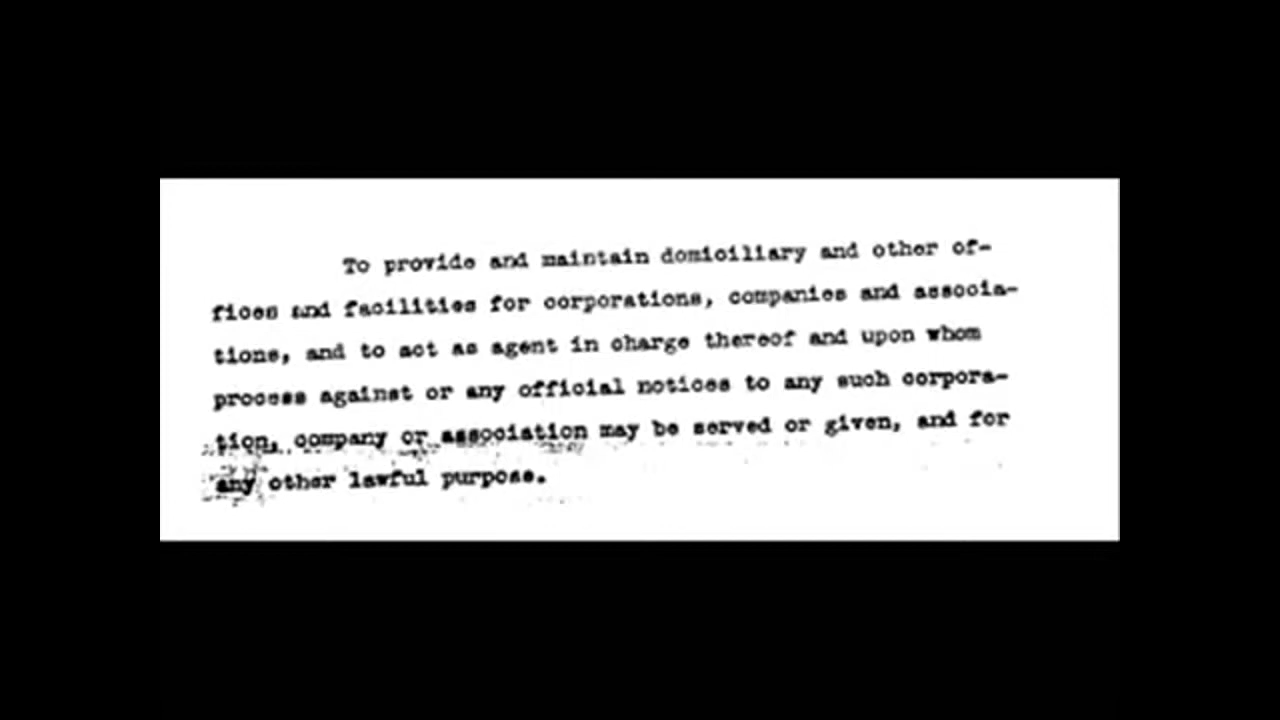 To provide and maintain domiciliary and other of-
fices and facilities for corporations, companies and associa-
tions, and to act as agent in charge thereof and upon whom
process against or any official notices to any such corpora-
tion, company or association may be served or given, and for
any other lawful purpose.